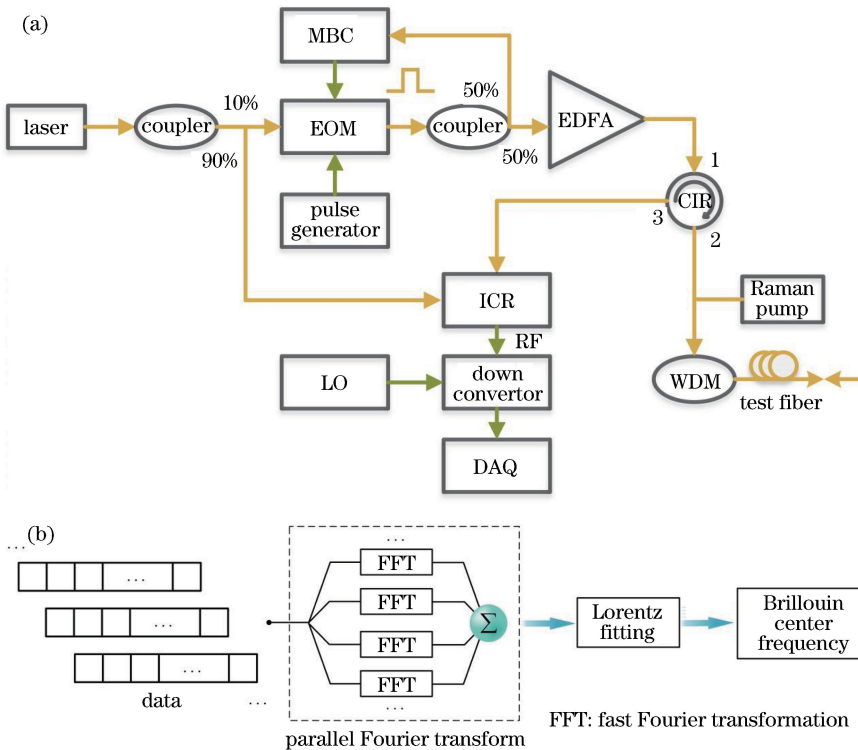 (a)
MBC
laser
coupler
10%
90%
EOM
pulse
generator
50%
coupler
50%
EDFA
1
CIR
3
2
ICR
RF
Raman
pump
LO
down
convertor
WDM
test fiber
DAQ
(b)
...
...
...
...
data
...
...
...
FFT
FFT
FFT
FFT
...
Σ
parallel Fourier transform
Lorentz
fitting
Brillouin
center
frequency
FFT: fast Fourier transformation